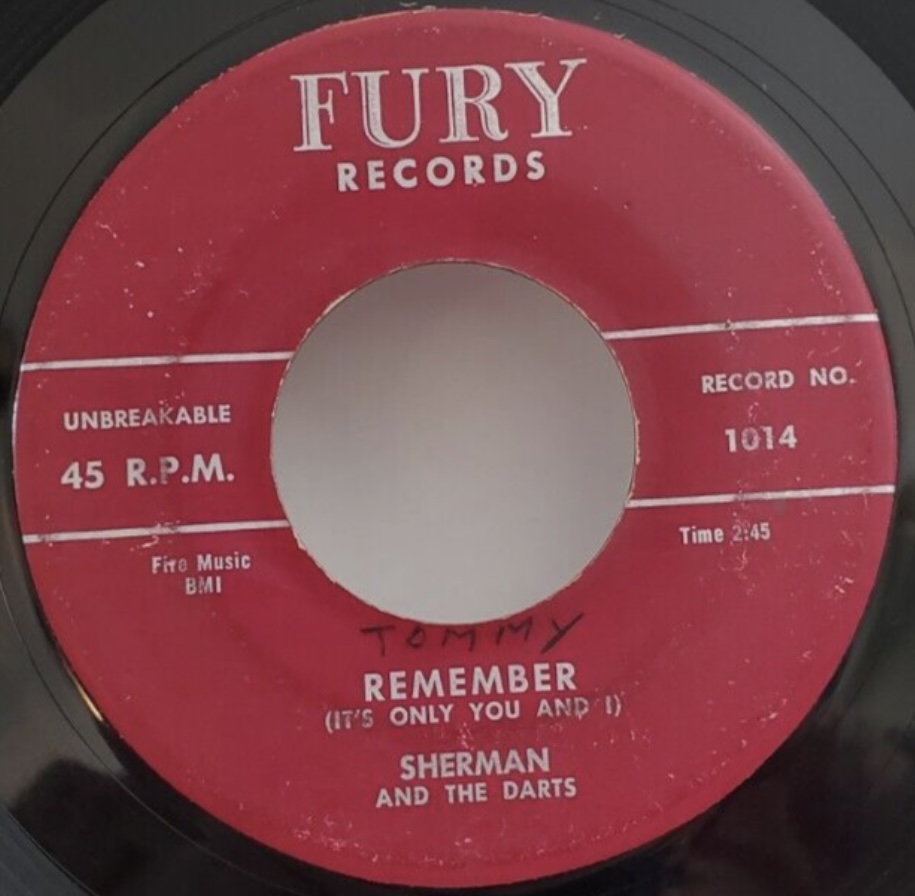 FURY
RECORDS
UNBREAKABLE
45 R.P.M.
RECORD NO.
1014
Fire Music
BMI
Time 2:45
TOMMY
REMEMBER
(IT'S ONLY YOU AND I)
SHERMAN
AND THE DARTS